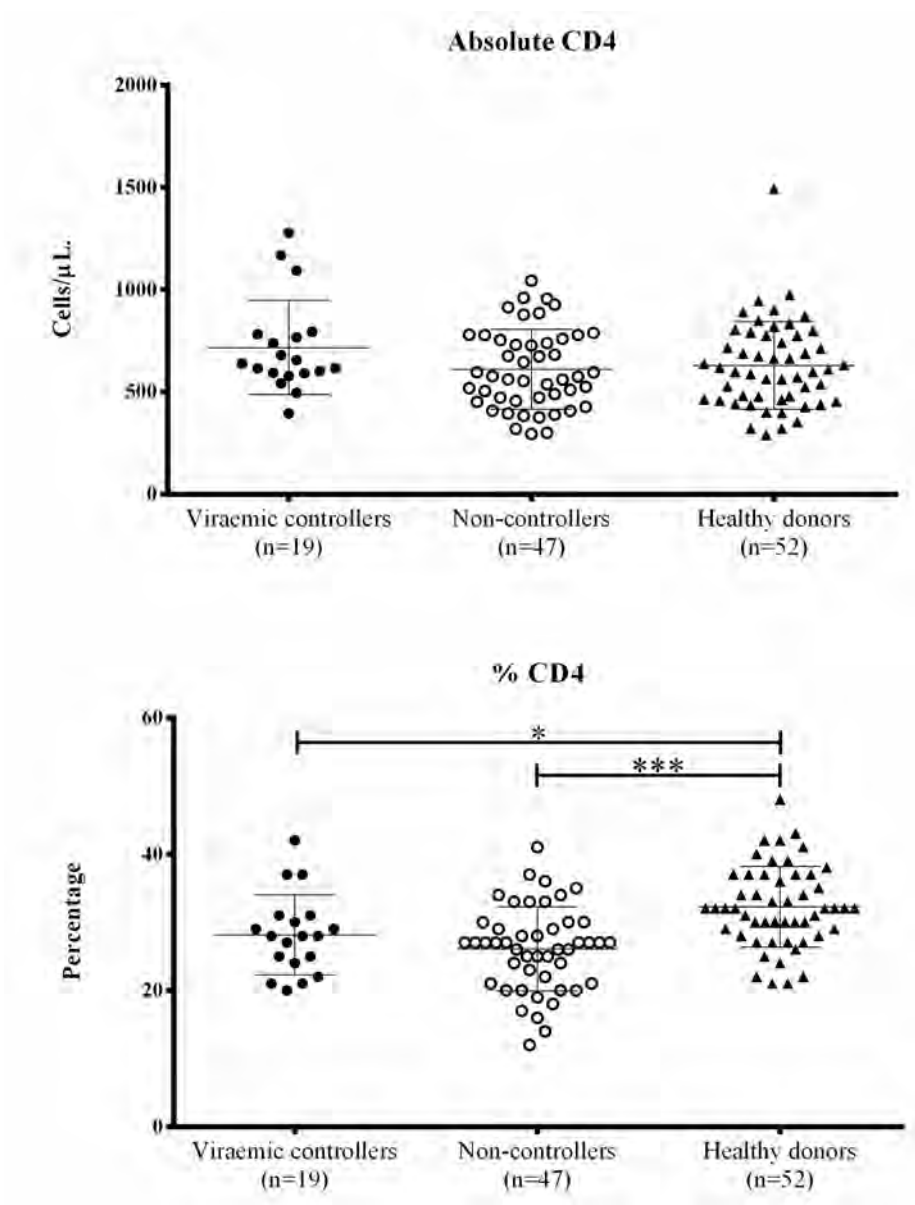 Absolute CD4
2000
1500
1000
500
0
Cells/µL.
Viraemic controllers
(n=19)
Non-controllers
(n=47)
Healthy donors
(n=52)
% CD4
60
40
20
0
Percentage
*
***
Viraemic controllers
(n=19)
Non-controllers
(n=47)
Healthy donors
(n=52)